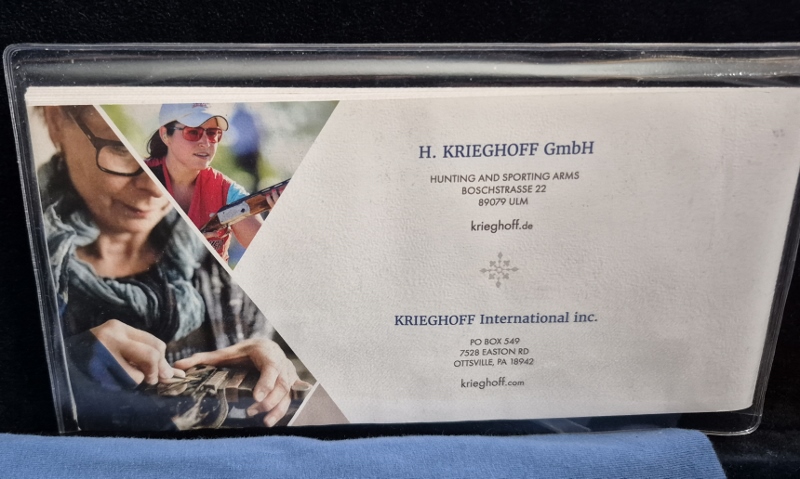 H. KRIEGHOFF GmbH
HUNTING AND SPORTING ARMS
BOSCHSTRASSE 22
89079 ULM
krieghoff.de
KRIEGHOFF International inc.
PO BOX 549
7528 EASTON RD
OTTSVILLE, PA 18942
krieghoff.com